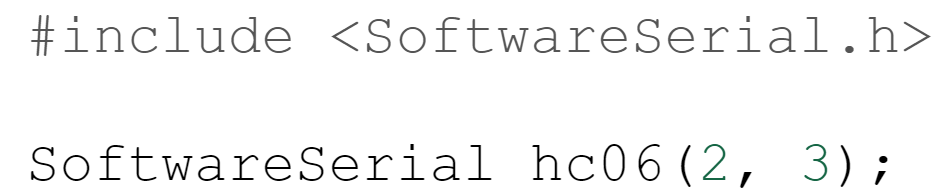 #include <SoftwareSerial.h>
SoftwareSerial hc06(2, 3);